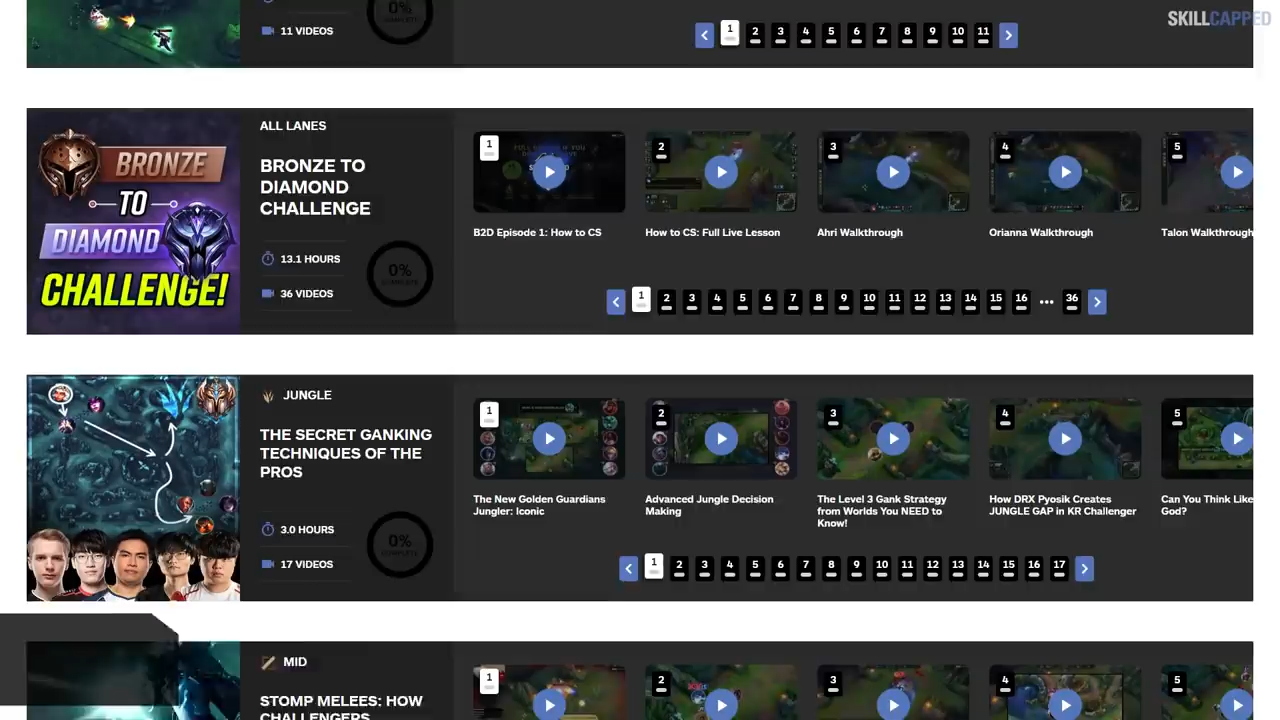 SKILLCAPPED
0%
11 VIDEOS
1 2 3 4 5 6 7 8 9 10 11
BRONZE
TO
DIAMOND
CHALLENGE!
ALL LANES
BRONZE TO
DIAMOND
CHALLENGE
13.1 HOURS
36 VIDEOS
0%
COMPLETE
1
2
3
4
5
B2D Episode 1: How to CS
How to CS: Full Live Lesson
Ahri Walkthrough
Orianna Walkthrough
Talon Walkthrough
1 2 3 4 5 6 7 8 9 10 11 12 13 14 15 16 ••• 36
JUNGLE
THE SECRET GANKING
TECHNIQUES OF THE
PROS
3.0 HOURS
17 VIDEOS
0%
COMPLETE
1
2
3
4
5
The New Golden Guardians
Jungler: Iconic
Advanced Jungle Decision
Making
The Level 3 Gank Strategy
from Worlds You NEED to
Know!
How DRX Pyosik Creates
JUNGLE GAP in KR Challenger
Can You Think Like
God?
1 2 3 4 5 6 7 8 9 10 11 12 13 14 15 16 17
MID
STOMP MELEES: HOW
CHALLENGERS
1
2
3
4
5